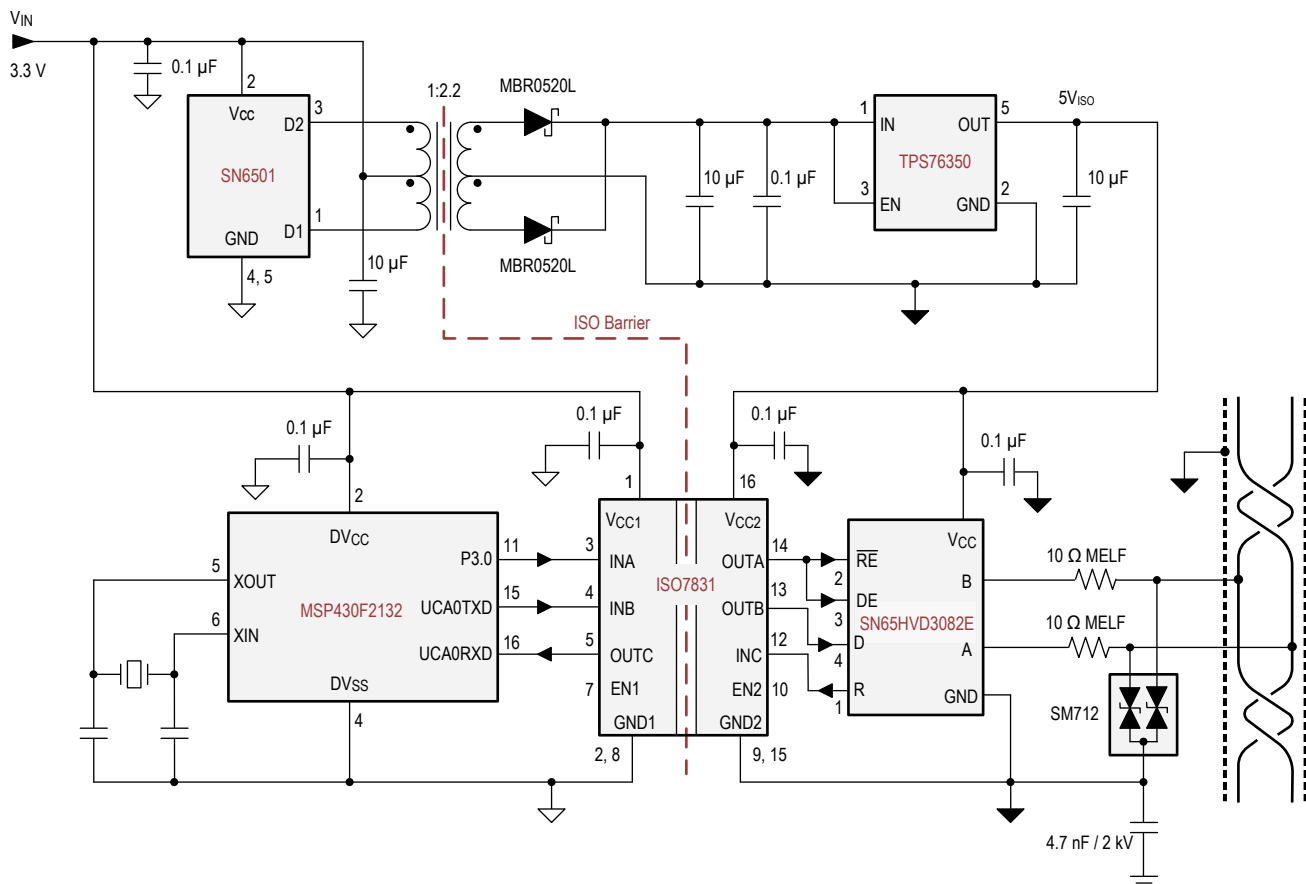 VIN
3.3 V
0.1 µF
2
Vcc
3
D2
SN6501
D1
1
GND
4, 5
10 µF
1:2.2
MBR0520L
MBR0520L
10 µF
0.1 µF
1
IN
OUT
5
TPS76350
3
EN
GND
2
5VISO
10 µF
ISO Barrier
0.1 µF
2
DVCC
5
XOUT
6
XIN
MSP430F2132
P3.0
11
UCA0TXD
15
UCA0RXD
16
DVSS
4
0.1 µF
1
VCC1
3
INA
4
INB
5
OUTC
7
EN1
GND1
2, 8
ISO7831
0.1 µF
16
VCC2
OUTA
14
OUTB
13
INC
12
EN2
10
GND2
9, 15
0.1 µF
VCC
RE
2
DE
3
SN65HVD3082E
D
4
R
1
B
A
GND
10 Ω MELF
10 Ω MELF
SM712
4.7 nF / 2 kV